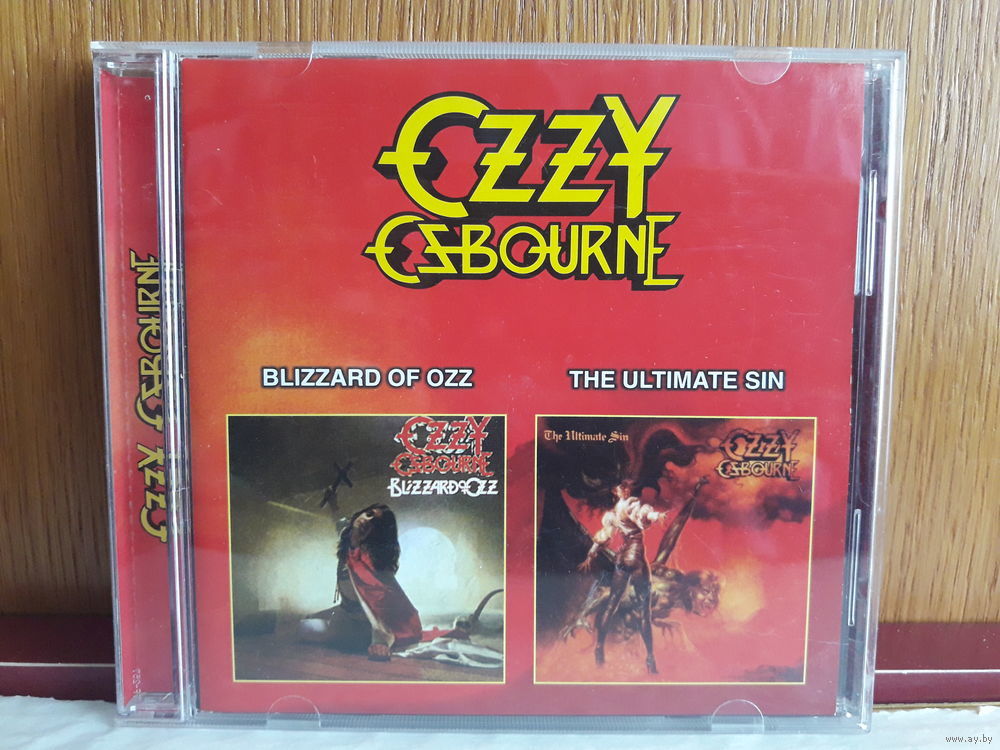 OZZY
OSBOURNE
OZZY OSBOURNE
BLIZZARD OF OZZ
THE ULTIMATE SIN
OZZY
OSBOURNE
BLIZZARD OF OZZ
The Ultimate Sin
OZZY
OSBOURNE
www.ay.by